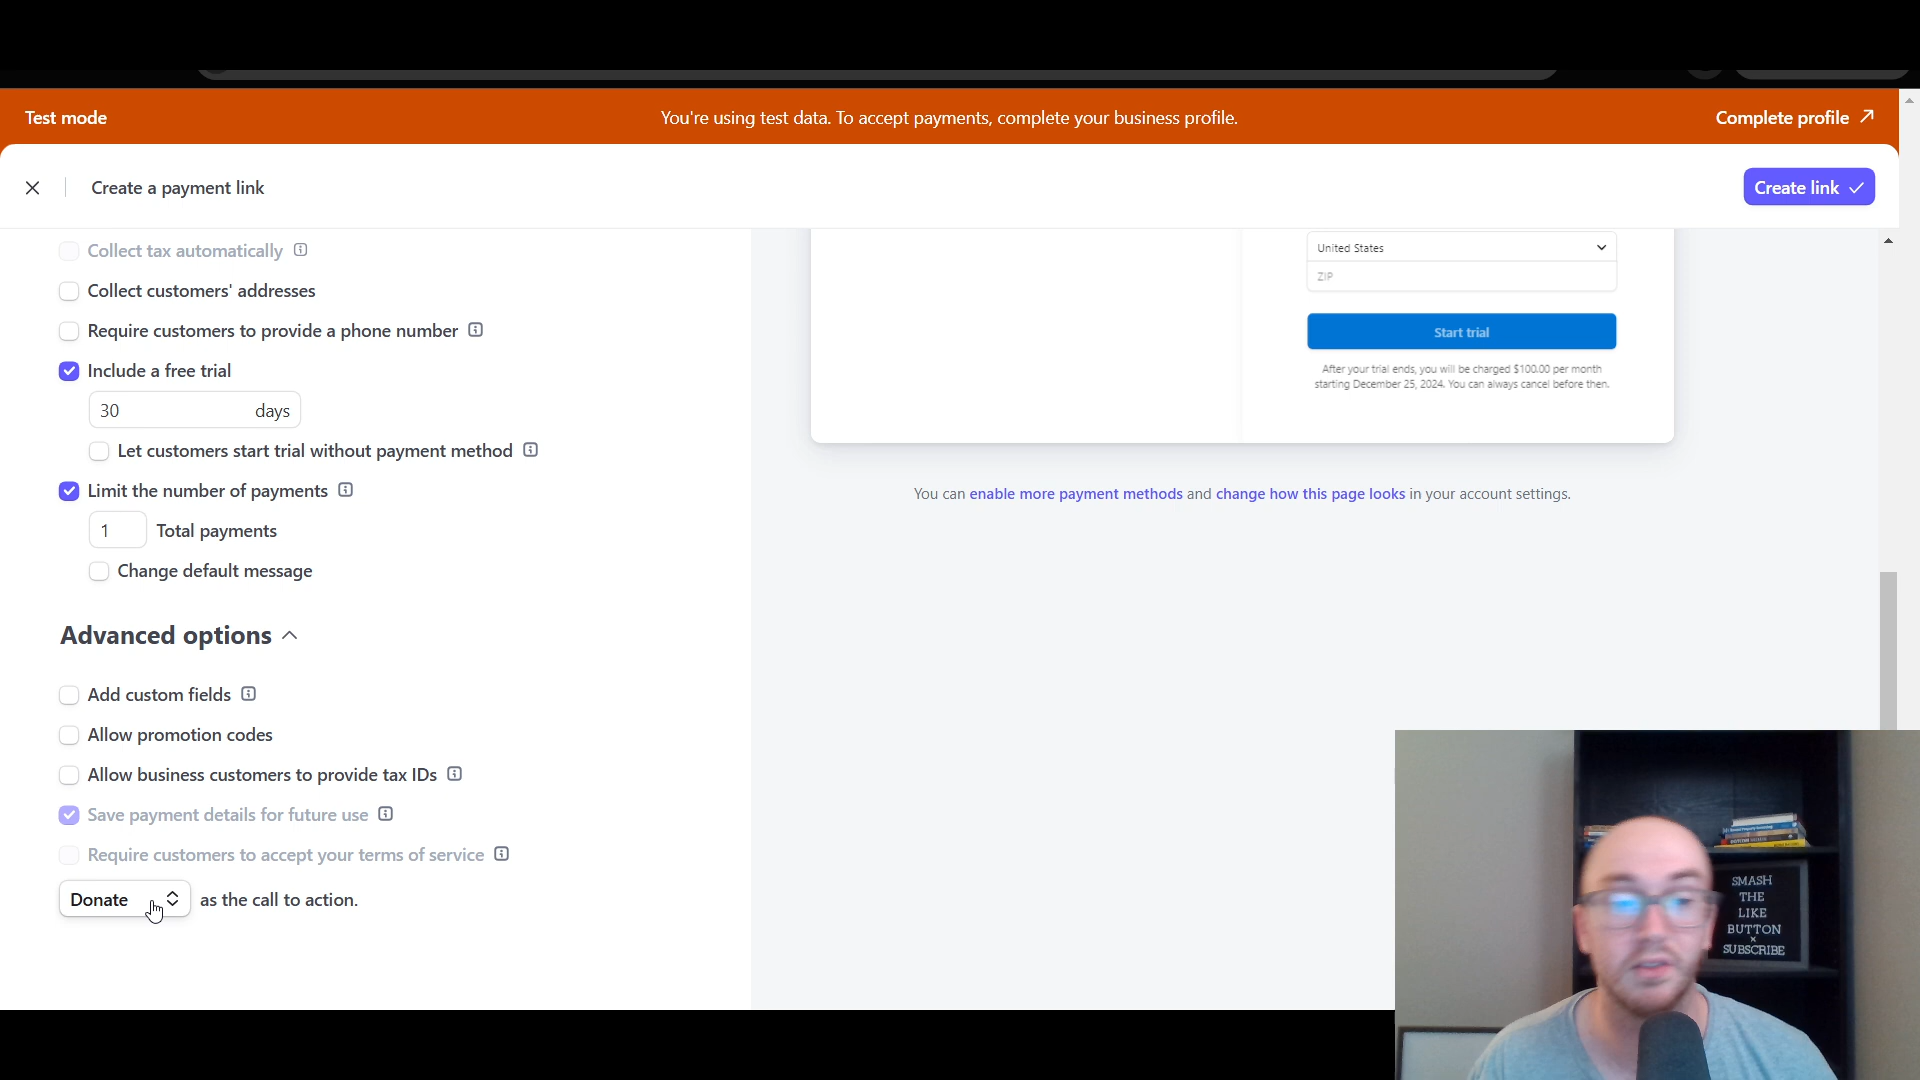 Test mode
You're using test data. To accept payments, complete your business profile.
Complete profile
Create a payment link
Create link
Collect tax automatically
Collect customers' addresses
Require customers to provide a phone number
Include a free trial
30 days
Let customers start trial without payment method
Limit the number of payments
1 Total payments
Change default message
Advanced options
Add custom fields
Allow promotion codes
Allow business customers to provide tax IDs
Save payment details for future use
Require customers to accept your terms of service
Donate as the call to action.
United States
ZIP
Start trial
After your trial ends, you will be charged $100.00 per month
starting December 25, 2024. You can always cancel before then.
You can enable more payment methods and change how this page looks in your account settings.
SMASH
THE
LIKE
BUTTON
×
SUBSCRIBE